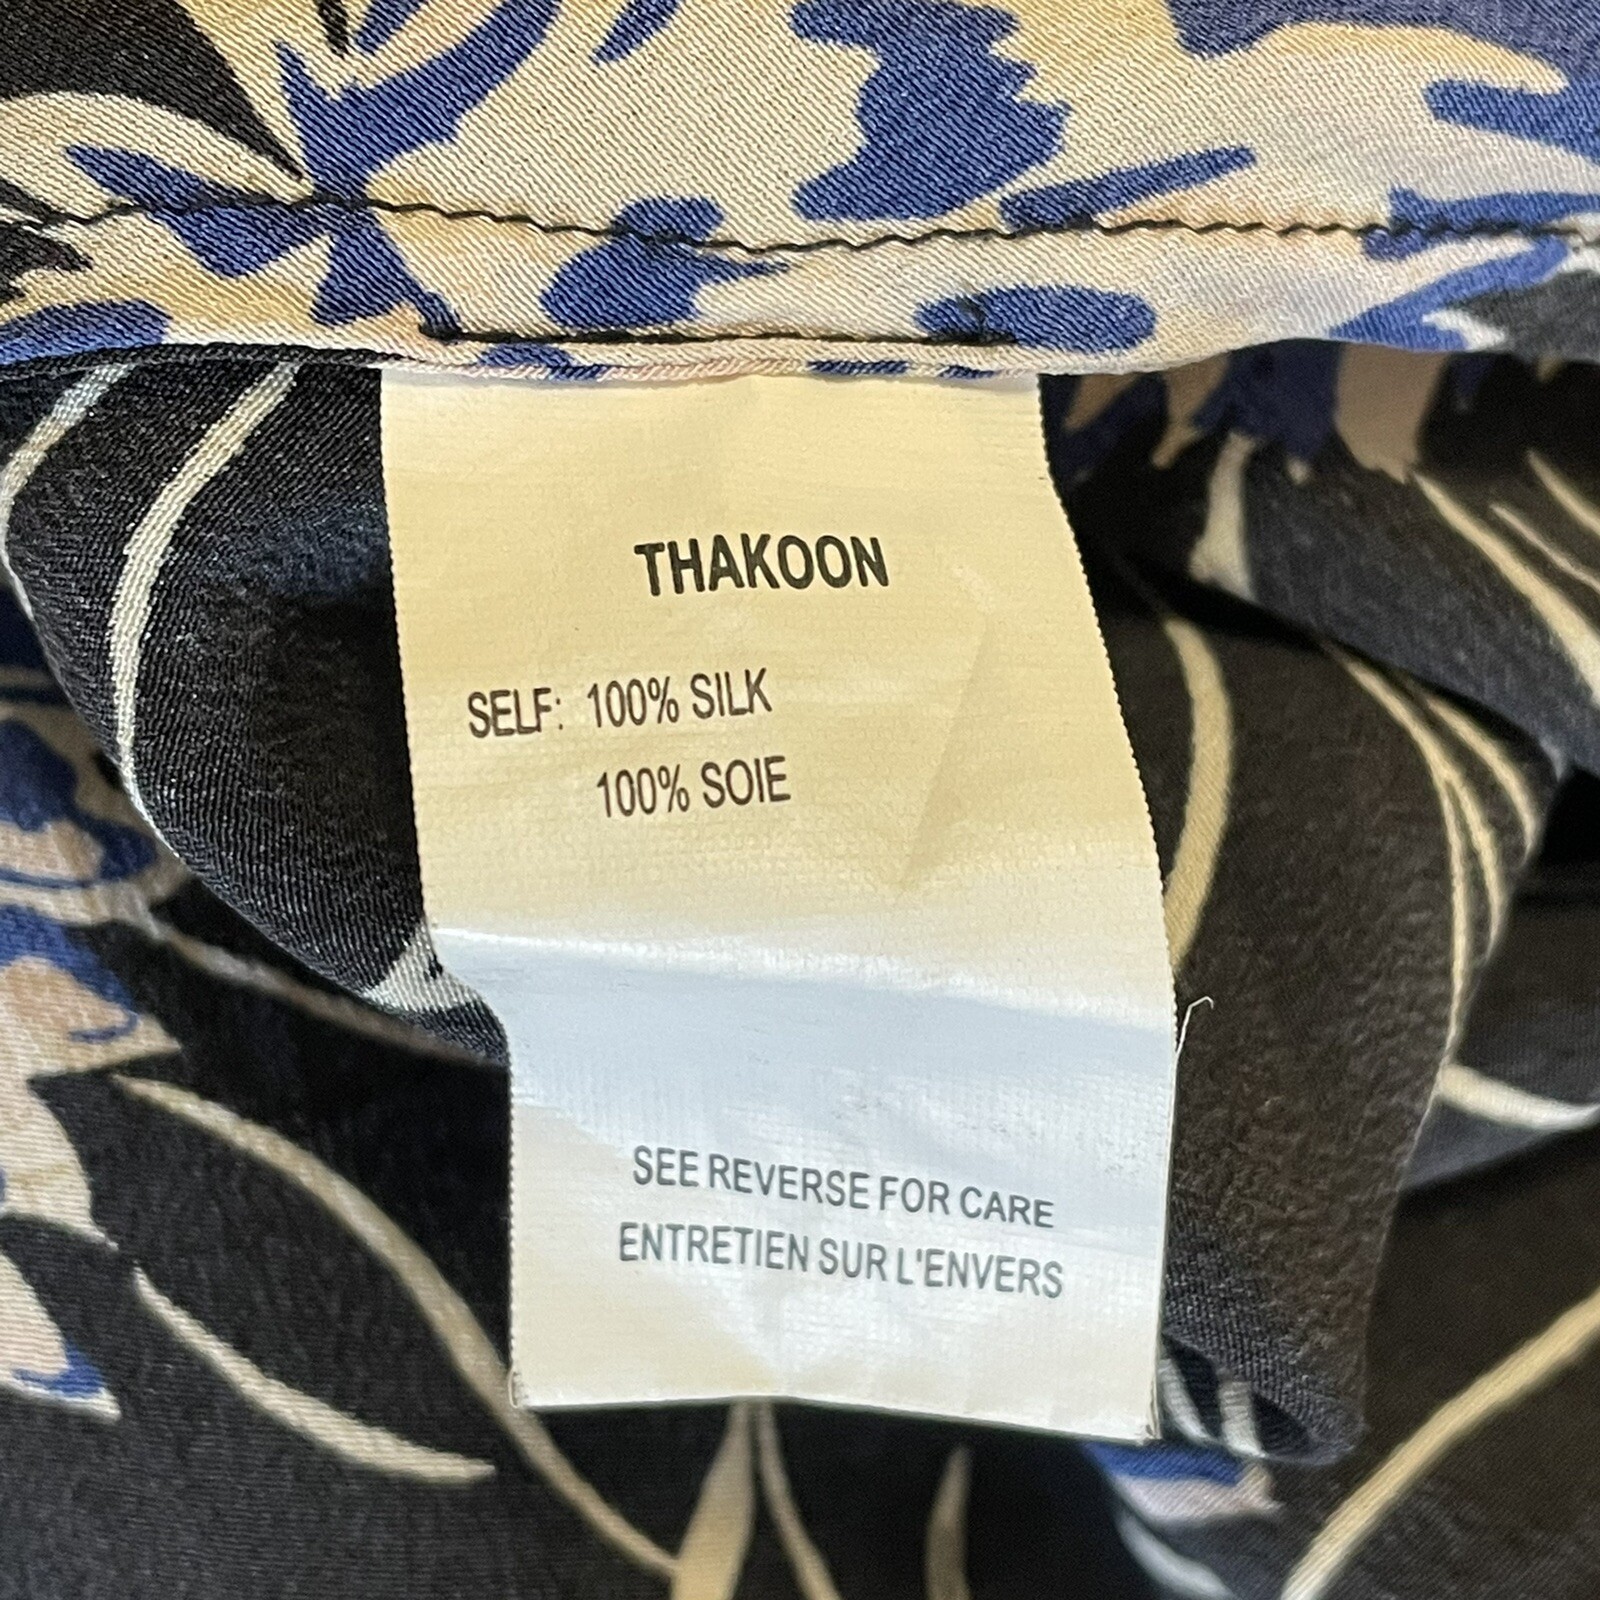 THAKOON
SELF: 100% SILK
100% SOIE
SEE REVERSE FOR CARE
ENTRETIEN SUR L'ENVERS